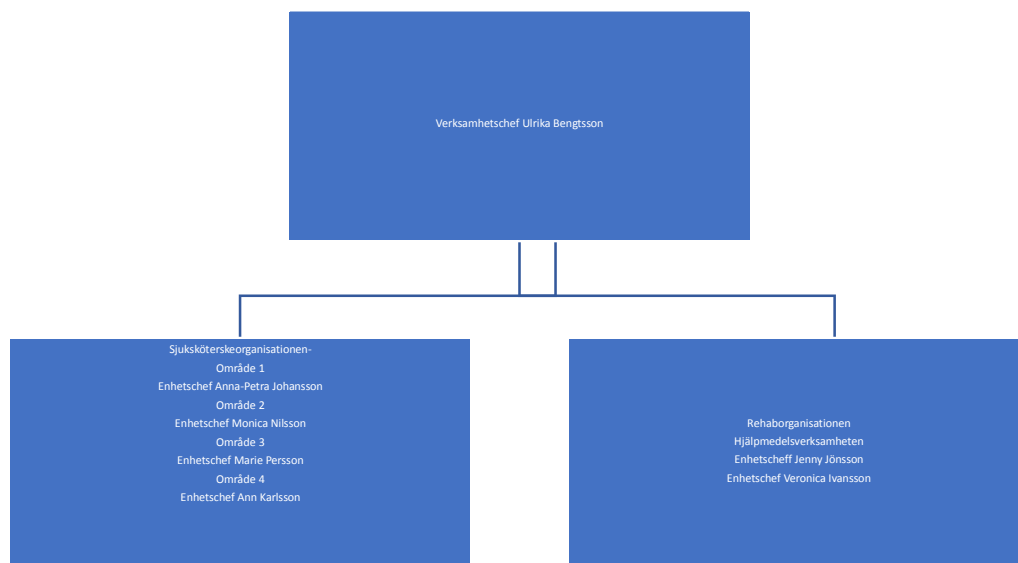 Verksamhetschef Ulrika Bengtsson
Sjuksköterskeorganisationen-
Område 1
Enhetschef Anna-Petra Johansson
Område 2
Enhetschef Monica Nilsson
Område 3
Enhetschef Marie Persson
Område 4
Enhetschef Ann Karlsson
Rehaborganisationen
Hjälpmedelsverksamheten
Enhetscheff Jenny Jönsson
Enhetschef Veronica Ivansson